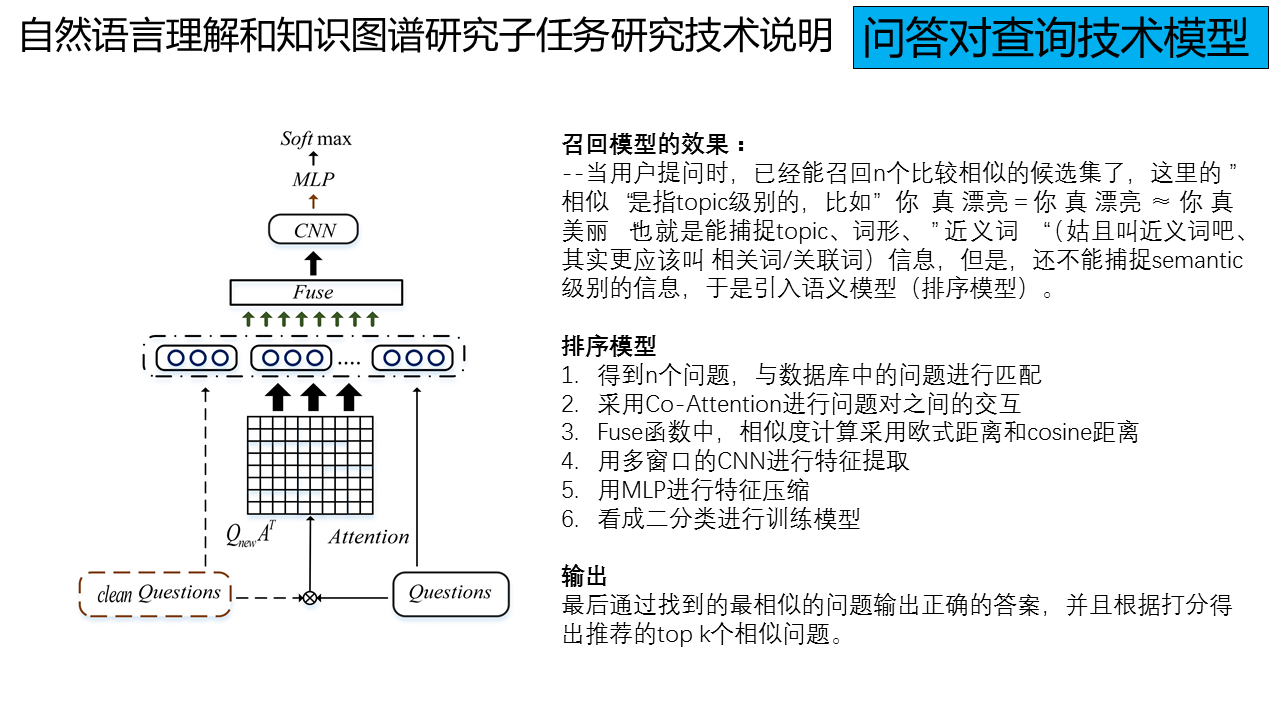 自然语言理解和知识图谱研究子任务研究技术说明
问答对查询技术模型
Soft max
MLP
CNN
Fuse
....
Q_new A^T
Attention
clean Questions
Questions
召回模型的效果：
--当用户提问时，已经能召回n个比较相似的候选集了，这里的 ”
相似 “是指topic级别的，比如” 你 真 漂亮 = 你 真 漂亮 ≈ 你 真
美丽 “也就是能捕捉topic、词形、 ” 近义词 “（姑且叫近义词吧、
其实更应该叫 相关词/关联词）信息，但是，还不能捕捉semantic
级别的信息，于是引入语义模型（排序模型）。
排序模型
1. 得到n个问题，与数据库中的问题进行匹配
2. 采用Co-Attention进行问题对之间的交互
3. Fuse函数中，相似度计算采用欧式距离和cosine距离
4. 用多窗口的CNN进行特征提取
5. 用MLP进行特征压缩
6. 看成二分类进行训练模型
输出
最后通过找到的最相似的问题输出正确的答案，并且根据打分得
出推荐的top k个相似问题。